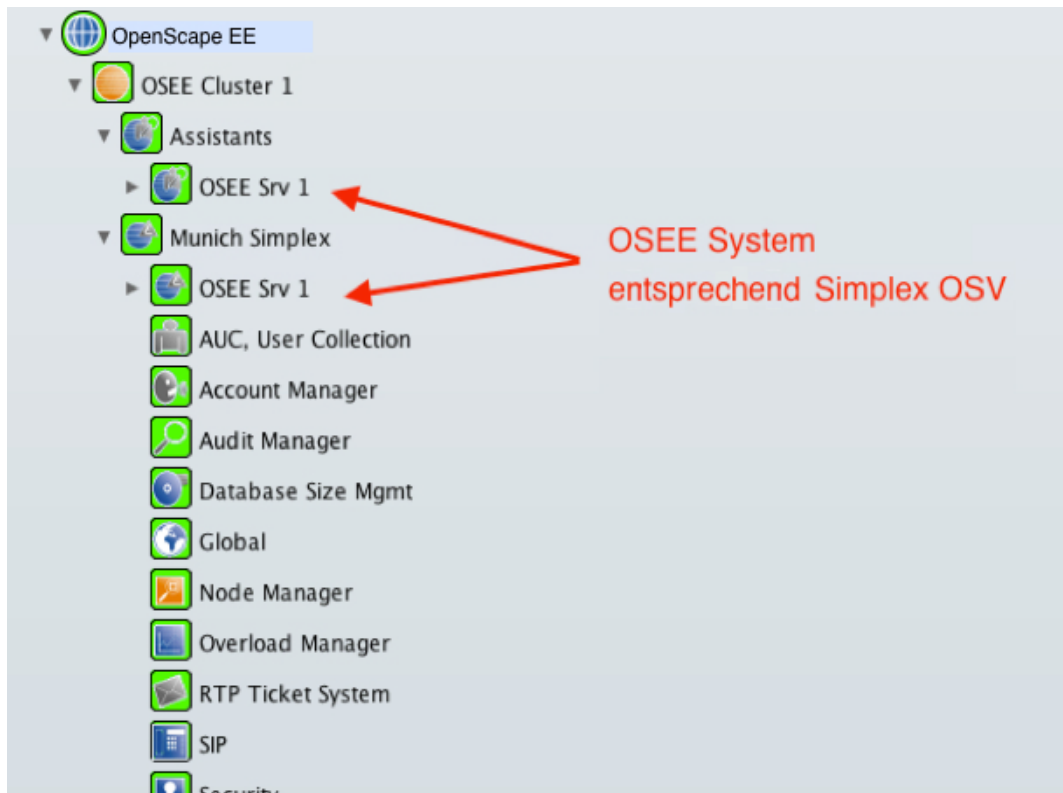 OpenScape EE
OSEE Cluster 1
Assistants
OSEE Srv 1
Munich Simplex
OSEE System
OSEE Srv 1
entsprechend Simplex OSV
AUC, User Collection
Account Manager
Audit Manager
Database Size Mgmt
Global
Node Manager
Overload Manager
RTP Ticket System
SIP
Security